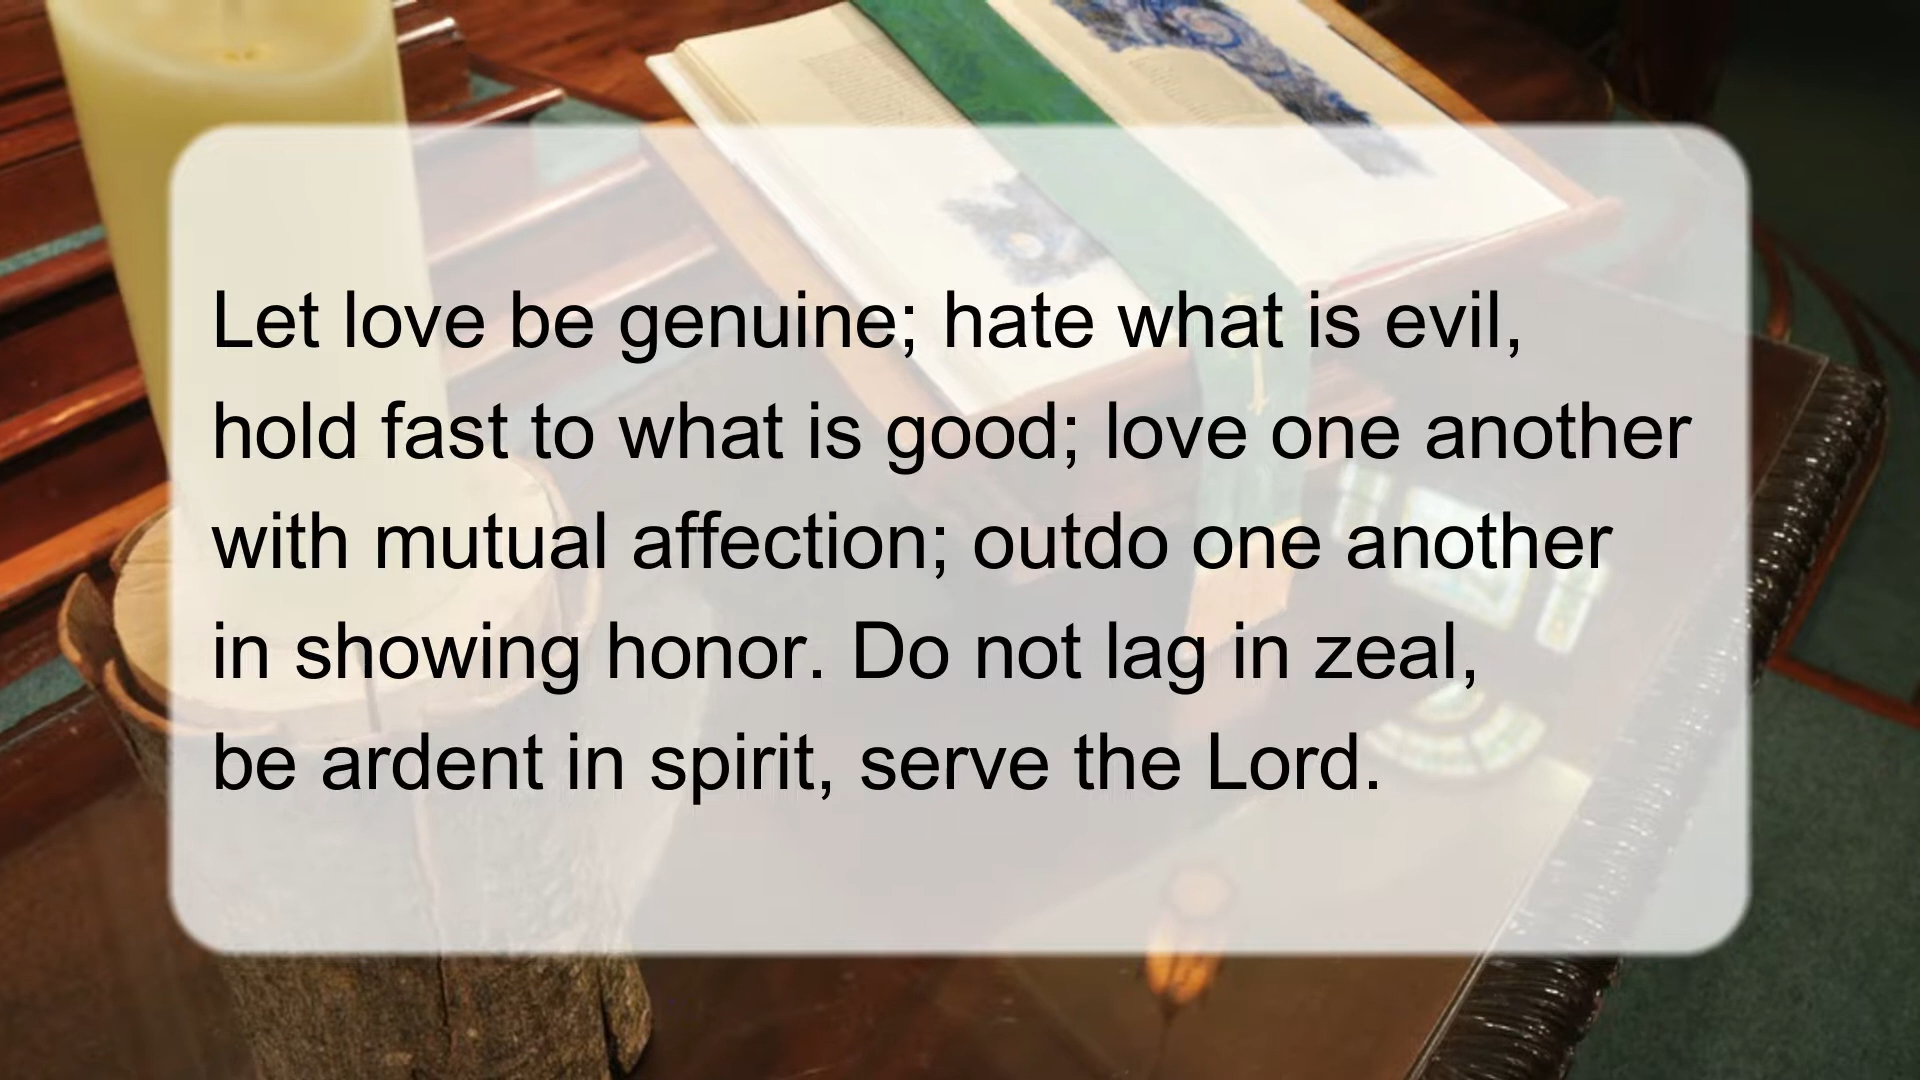 Let love be genuine; hate what is evil,
hold fast to what is good; love one another
with mutual affection; outdo one another
in showing honor. Do not lag in zeal,
be ardent in spirit, serve the Lord.